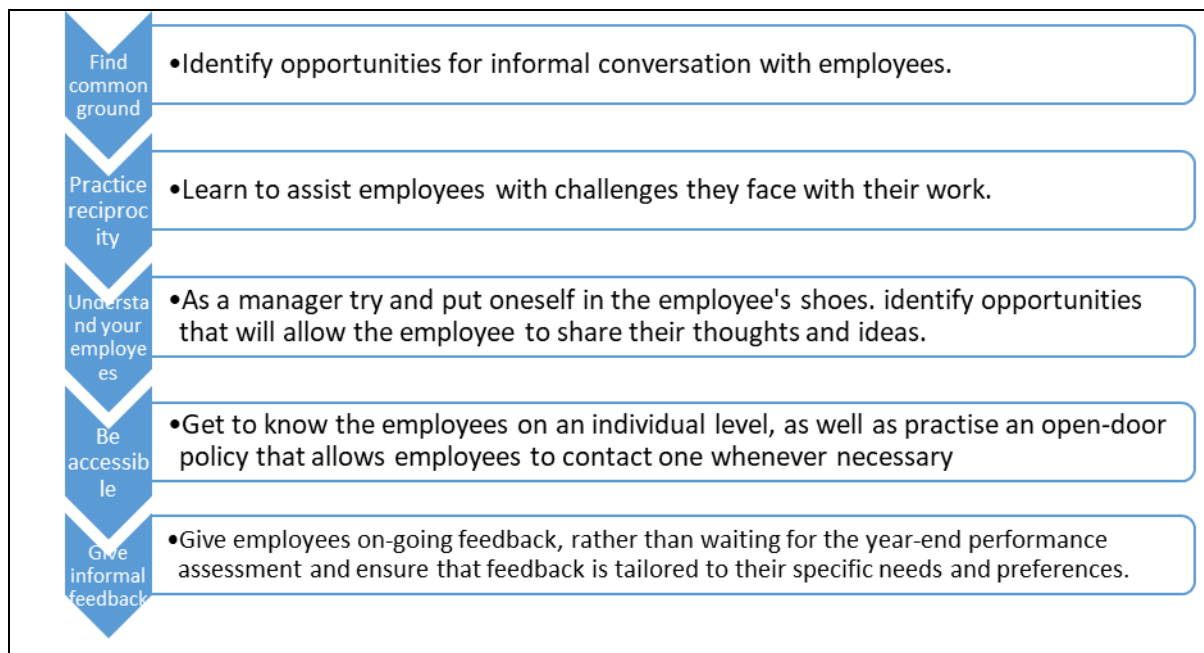 Find
common
ground
•Identify opportunities for informal conversation with employees.
Practice
reciproc
ity
•Learn to assist employees with challenges they face with their work.
Understa
nd your
employe
es
•As a manager try and put oneself in the employee's shoes. identify opportunities
that will allow the employee to share their thoughts and ideas.
Be
accessib
le
•Get to know the employees on an individual level, as well as practise an open-door
policy that allows employees to contact one whenever necessary
Give
informal
feedback
•Give employees on-going feedback, rather than waiting for the year-end performance
assessment and ensure that feedback is tailored to their specific needs and preferences.